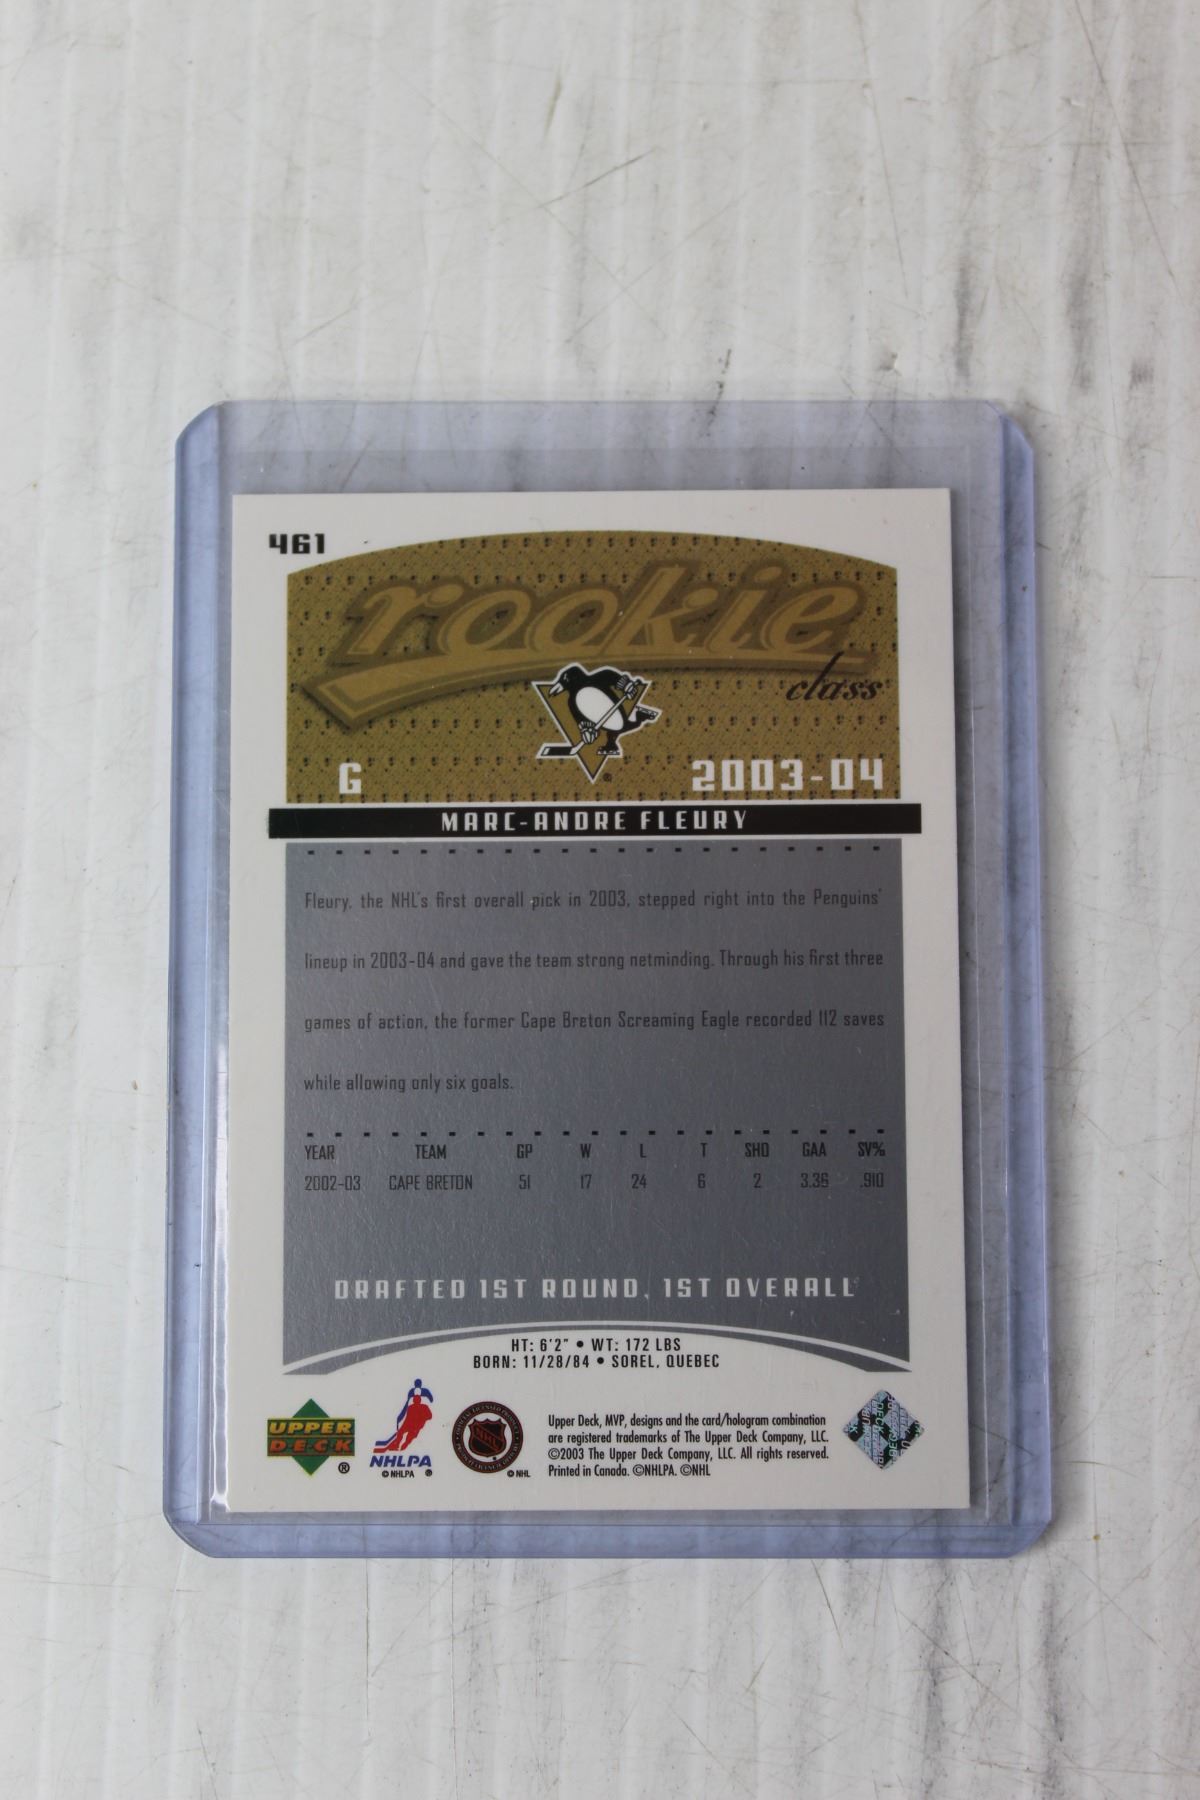 461
rookie
class
G 2003-04
MARC-ANDRE FLEURY
Fleury, the NHL's first overall pick in 2003, stepped right into the Penguins'
lineup in 2003-04 and gave the team strong netminding. Through his first three
games of action, the former Cape Breton Screaming Eagle recorded 112 saves
while allowing only six goals.
YEAR TEAM GP W L T SHO GAA SV%
2002-03 CAPE BRETON 51 17 24 6 2 3.36 .910
DRAFTED 1ST ROUND, 1ST OVERALL
HT: 6'2" • WT: 172 LBS
BORN: 11/28/84 • SOREL, QUEBEC
UPPER
DECK
®
NHLPA
© NHLPA ®
NHL
© NHL
Upper Deck, MVP, designs and the card/hologram combination
are registered trademarks of The Upper Deck Company, LLC.
©2003 The Upper Deck Company, LLC. All rights reserved.
Printed in Canada. ©NHLPA. ©NHL